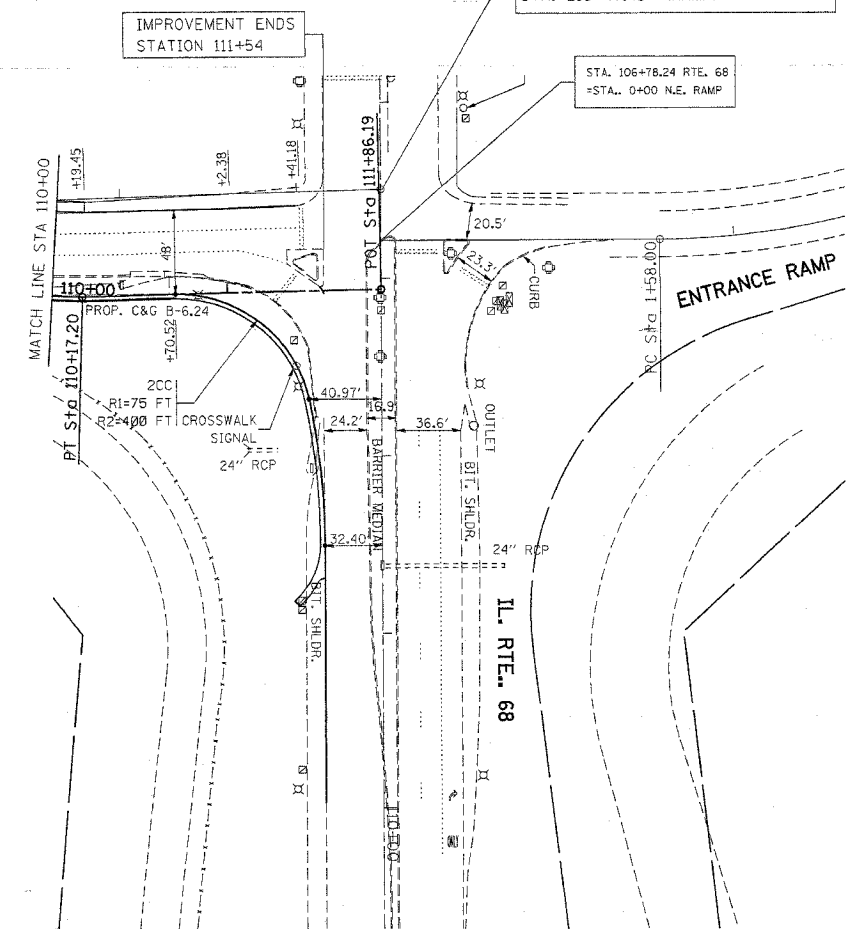 IMPROVEMENT ENDS
STATION 111+54
STA. 106+78.24 RTE. 68
=STA.. 0+00 N.E. RAMP
MATCH LINE STA 110+00
+19.45
+2.38
+41.18
POT Sta 111+86.19
48'
20.5'
23.3'
CURB
PC Sta 1+58.00
ENTRANCE RAMP
110+00
PROP. C&G B-6.24
PT Sta 110+17.20
+70.52
2CC
R1=75 FT
R2=400 FT
CROSSWALK
SIGNAL
24" RCP
40.97'
16.9'
24.2'
36.6'
OUTLET
BARRIER MEDIAN
BIT. SHLDR.
32.40'
24" RCP
BIT. SHLDR.
IL. RTE.. 68
110+00